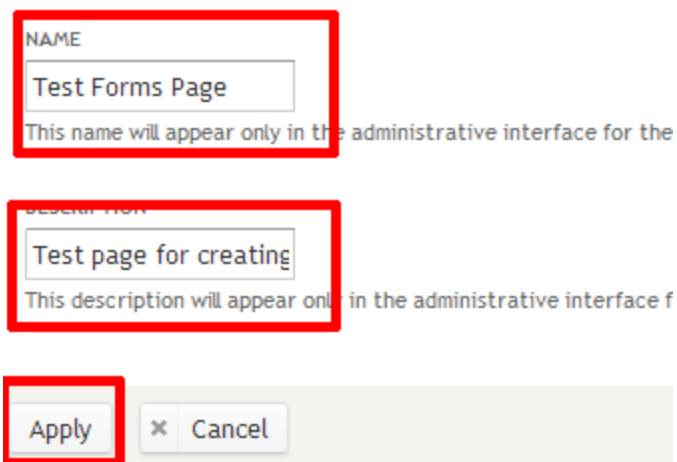 NAME
Test Forms Page
This name will appear only in the administrative interface for the
DESCRIPTION
Test page for creating
This description will appear only in the administrative interface f
Apply
Cancel